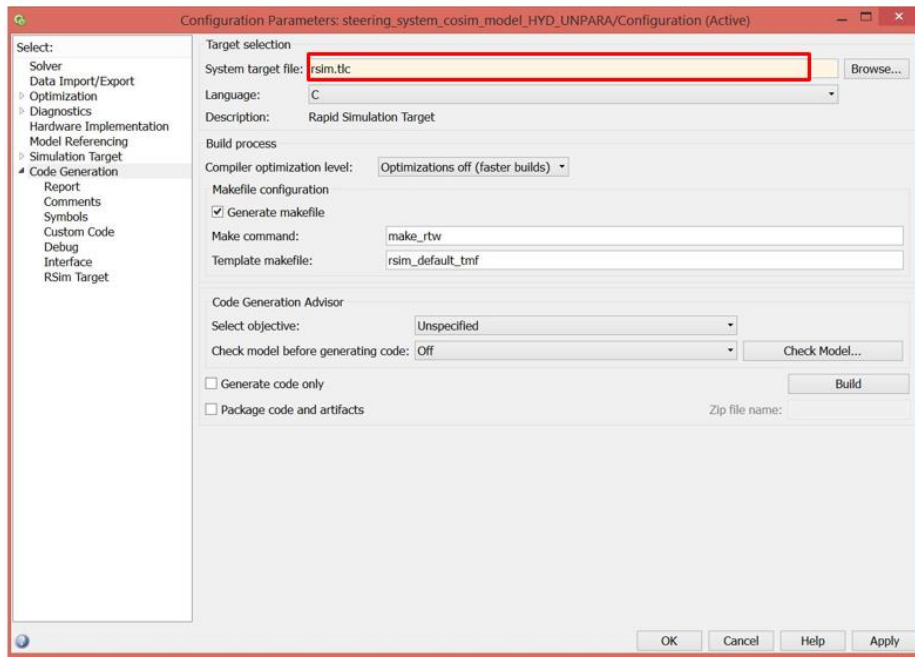 Configuration Parameters: steering_system_cosim_model_HYD_UNPARA/Configuration (Active)
Select:
Solver
Data Import/Export
Optimization
Diagnostics
Hardware Implementation
Model Referencing
Simulation Target
Code Generation
Report
Comments
Symbols
Custom Code
Debug
Interface
RSim Target
Target selection
System target file: rsim.tlc Browse...
Language: C
Description: Rapid Simulation Target
Build process
Compiler optimization level: Optimizations off (faster builds)
Makefile configuration
Generate makefile
Make command: make_rtw
Template makefile: rsim_default_tmf
Code Generation Advisor
Select objective: Unspecified
Check model before generating code: Off Check Model...
Generate code only Build
Package code and artifacts Zip file name:
OK Cancel Help Apply